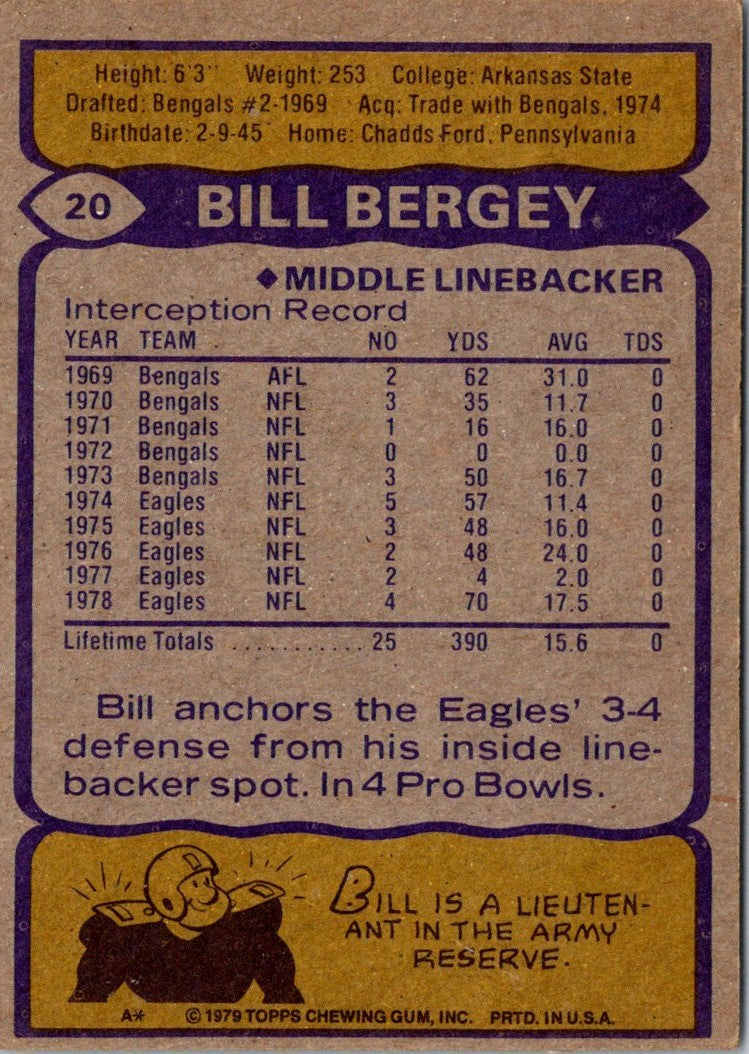 Height: 6'3" Weight: 253 College: Arkansas State
Drafted: Bengals #2-1969 Acq: Trade with Bengals, 1974
Birthdate: 2-9-45 Home: Chadds Ford, Pennsylvania
20 BILL BERGEY
◆ MIDDLE LINEBACKER
Interception Record
YEAR TEAM NO YDS AVG TDS
1969 Bengals AFL 2 62 31.0 0
1970 Bengals NFL 3 35 11.7 0
1971 Bengals NFL 1 16 16.0 0
1972 Bengals NFL 0 0 0.0 0
1973 Bengals NFL 3 50 16.7 0
1974 Eagles NFL 5 57 11.4 0
1975 Eagles NFL 3 48 16.0 0
1976 Eagles NFL 2 48 24.0 0
1977 Eagles NFL 2 4 2.0 0
1978 Eagles NFL 4 70 17.5 0
Lifetime Totals ........... 25 390 15.6 0
Bill anchors the Eagles' 3-4
defense from his inside line-
backer spot. In 4 Pro Bowls.
BILL IS A LIEUTEN-
ANT IN THE ARMY
RESERVE.
A* © 1979 TOPPS CHEWING GUM, INC. PRTD. IN U.S.A.